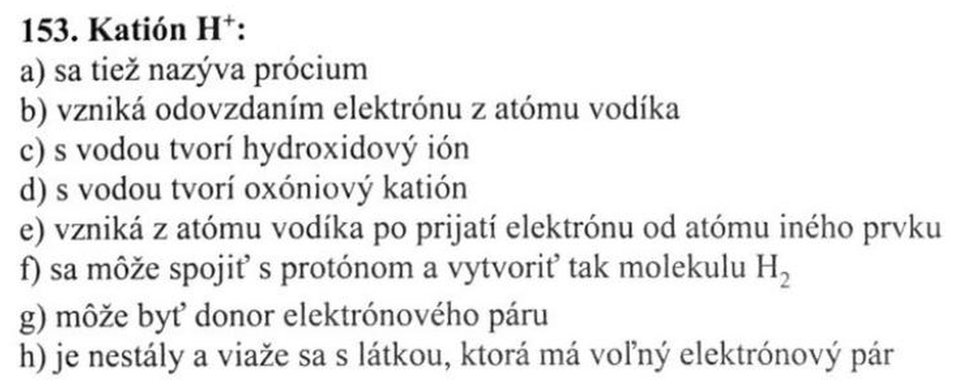 153. Katión H⁺:
a) sa tiež nazýva prócium
b) vzniká odovzdaním elektrónu z atómu vodíka
c) s vodou tvorí hydroxidový ión
d) s vodou tvorí oxóniový katión
e) vzniká z atómu vodíka po prijatí elektrónu od atómu iného prvku
f) sa môže spojiť s protónom a vytvoriť tak molekulu H₂
g) môže byť donor elektrónového páru
h) je nestály a viaže sa s látkou, ktorá má voľný elektrónový pár